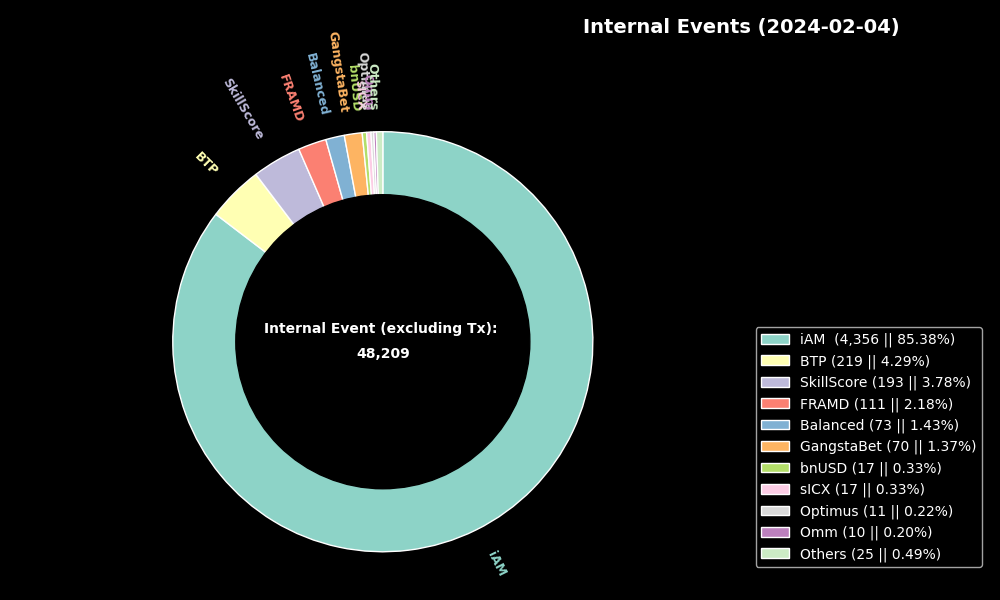 Internal Events (2024-02-04)
Others
Optimus
bnUSD
GangstaBet
Balanced
FRAMD
SkillScore
BTP
Internal Event (excluding Tx):
48,209
iAM
iAM (4,356 || 85.38%)
BTP (219 || 4.29%)
SkillScore (193 || 3.78%)
FRAMD (111 || 2.18%)
Balanced (73 || 1.43%)
GangstaBet (70 || 1.37%)
bnUSD (17 || 0.33%)
sICX (17 || 0.33%)
Optimus (11 || 0.22%)
Omm (10 || 0.20%)
Others (25 || 0.49%)